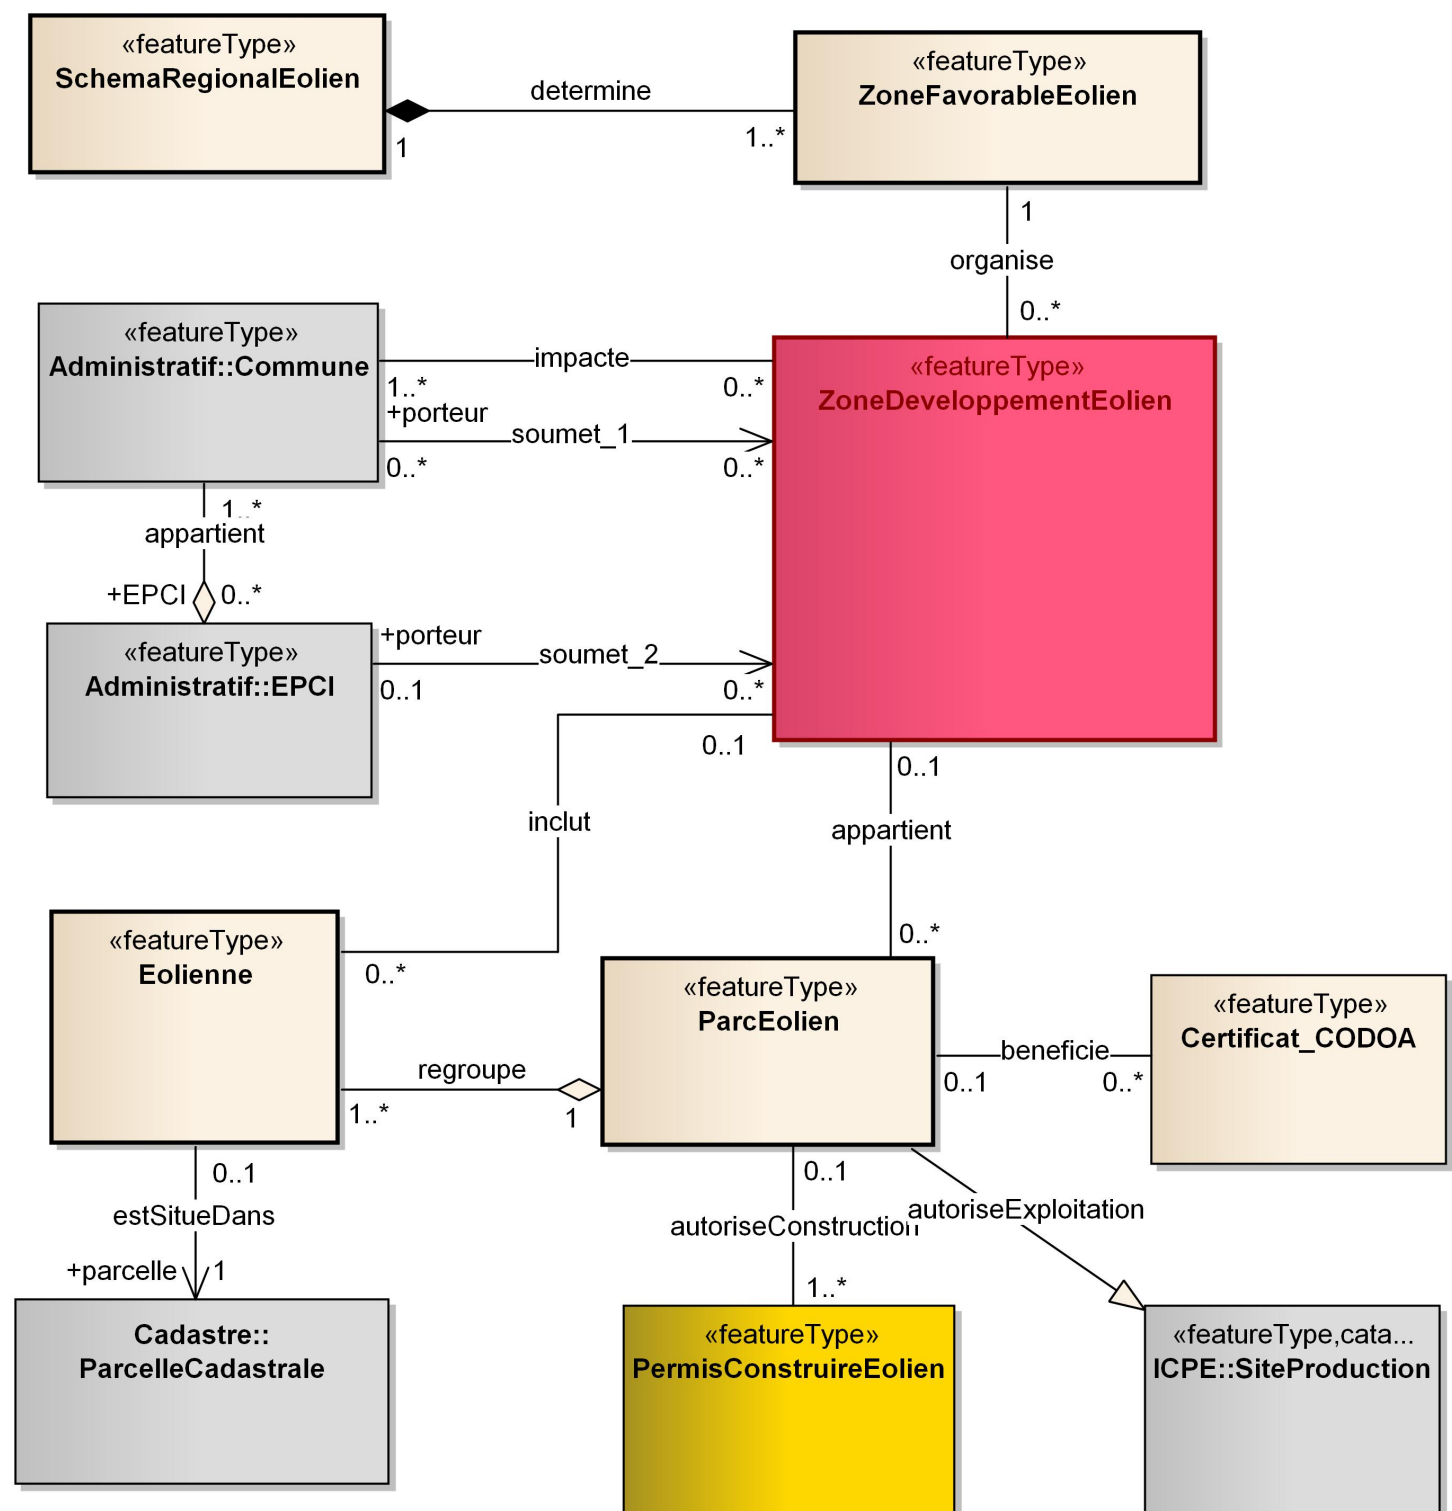 «featureType»
SchemaRegionalEolien
determine
1
1..*
«featureType»
ZoneFavorableEolien
1
organise
0..*
«featureType»
Administratif::Commune
impacte
1..*
0..*
+porteur
soumet_1
0..*
0..*
«featureType»
ZoneDeveloppementEolien
1..*
appartient
+EPCI
0..*
«featureType»
Administratif::EPCI
+porteur
soumet_2
0..1
0..*
0..1
inclut
0..*
0..1
appartient
0..*
«featureType»
Eolienne
«featureType»
ParcEolien
regroupe
1..*
1
beneficie
0..1
0..*
«featureType»
Certificat_CODOA
0..1
estSitueDans
+parcelle
1
Cadastre::
ParcelleCadastrale
0..1
autoriseConstruction
1..*
autoriseExploitation
«featureType»
PermisConstruireEolien
«featureType,cata...
ICPE::SiteProduction